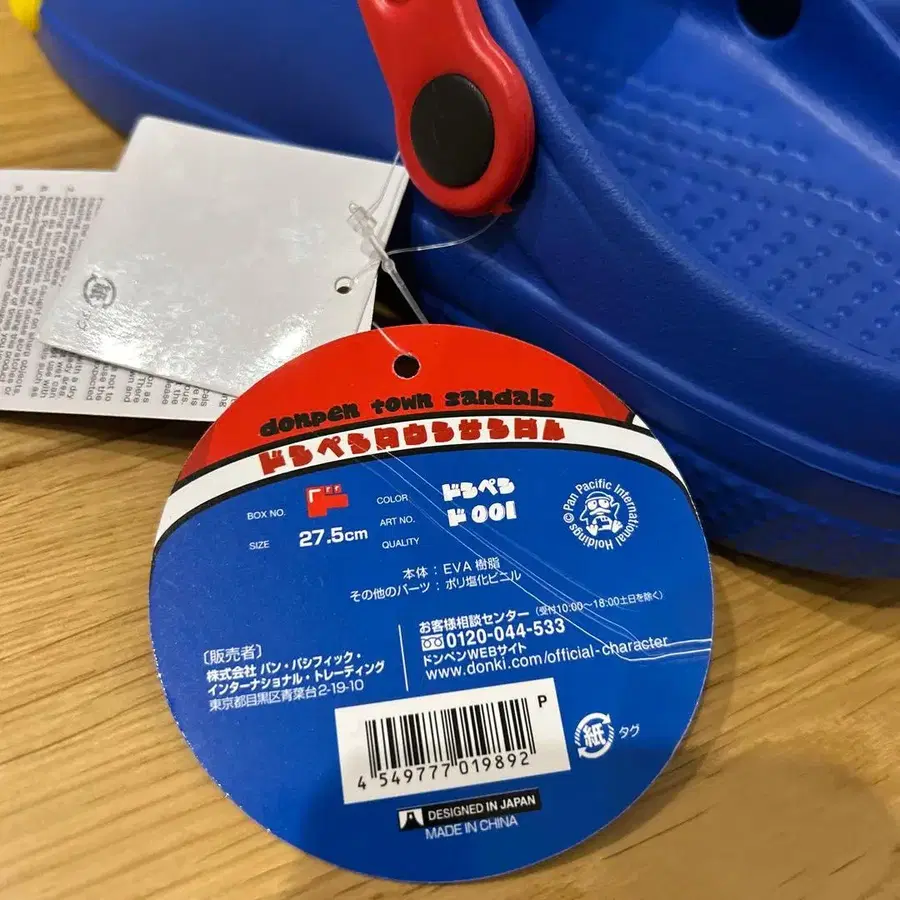 donpen town sandals
ドンペンタウンサンダル
BOX NO. ド
COLOR ドンペン
ART NO. ド001
SIZE 27.5cm
QUALITY
本体：EVA 樹脂
その他のパーツ：ポリ塩化ビニル
© Pan Pacific International Holdings
〔販売者〕
株式会社 パン・パシフィック・
インターナショナル・トレーディング
東京都目黒区青葉台2-19-10
お客様相談センター（受付10:00〜18:00土日を除く）
0120-044-533
ドンペンWEBサイト
www.donki.com/official-character
P
4 549777 019892
紙 タグ
DESIGNED IN JAPAN
MADE IN CHINA
紙